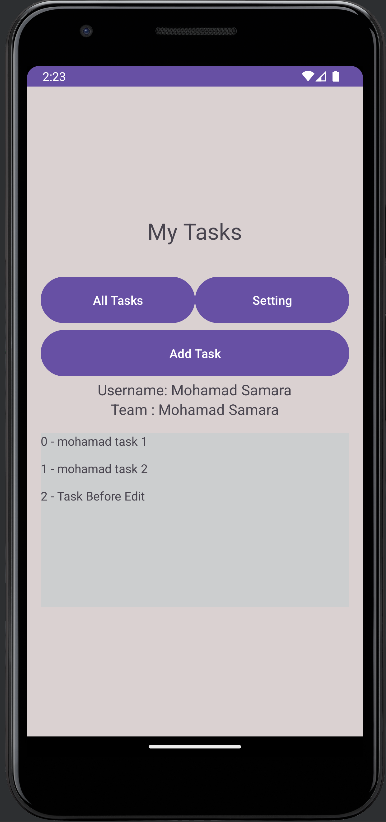 2:23
My Tasks
All Tasks Setting
Add Task
Username: Mohamad Samara
Team : Mohamad Samara
0 - mohamad task 1
1 - mohamad task 2
2 - Task Before Edit